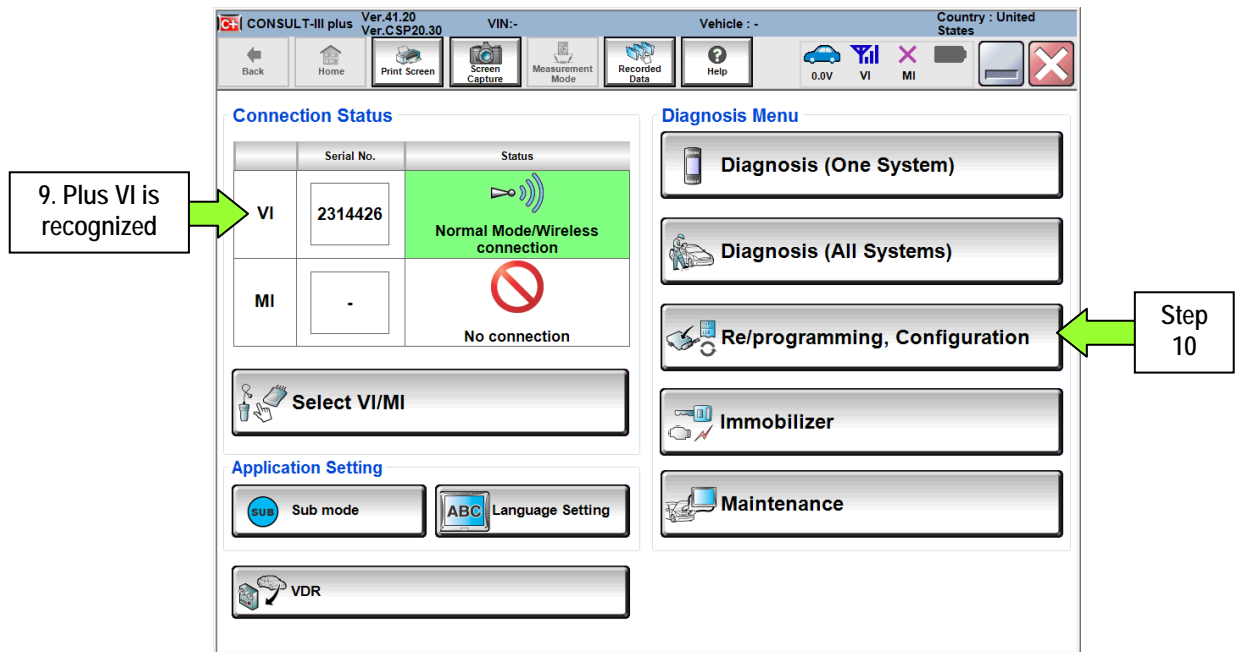 C+ CONSULT-III plus Ver.41.20 VIN:- Vehicle : - Country : United
Ver.CSP20.30 States
Back Home Print Screen Screen Capture Measurement Mode Recorded Data Help 0.0V VI MI
Connection Status
Serial No. Status
VI 2314426 Normal Mode/Wireless
connection
MI - No connection
Select VI/MI
Application Setting
SUB Sub mode ABC Language Setting
VDR
Diagnosis Menu
Diagnosis (One System)
Diagnosis (All Systems)
Re/programming, Configuration
Immobilizer
Maintenance
9. Plus VI is
recognized
Step
10